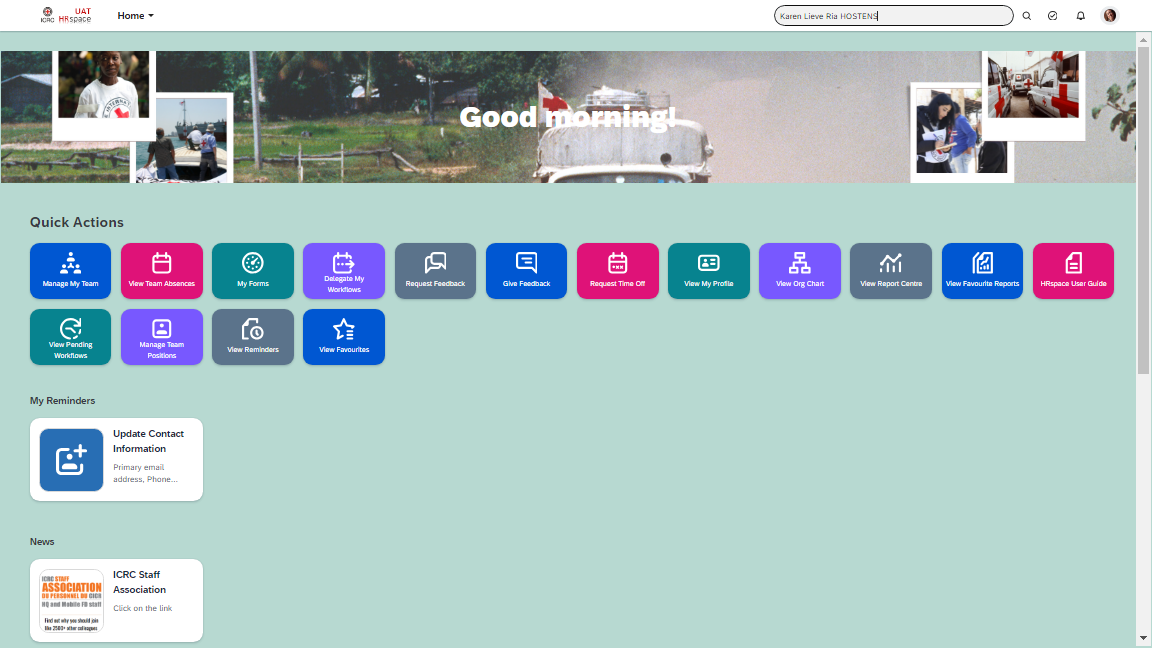 ICRC
UAT
HRspace
Home
Karen Lieve Ria HOSTENS
Good morning!
Quick Actions
Manage My Team
View Team Absences
My Forms
Delegate My
Workflows
Request Feedback
Give Feedback
Request Time Off
View My Profile
View Org Chart
View Report Centre
View Favourite Reports
HRspace User Guide
View Pending
Workflows
Manage Team
Positions
View Reminders
View Favourites
My Reminders
Update Contact
Information
Primary email
address, Phone...
News
ICRC STAFF
ASSOCIATION
DU PERSONNEL DU CICR
HQ and Mobile FD staff
Find out why you should join
the 2500+ other colleagues
ICRC Staff
Association
Click on the link